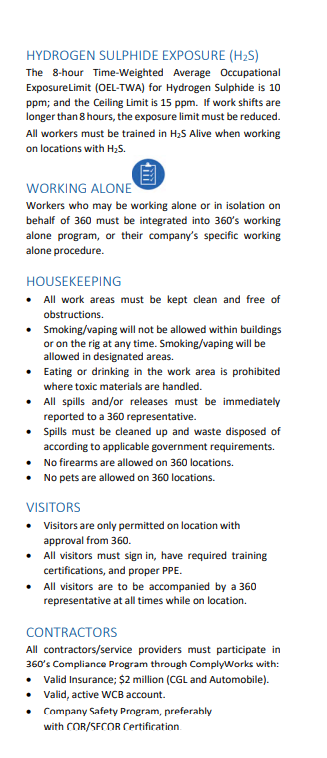 HYDROGEN SULPHIDE EXPOSURE (H₂S)
The 8-hour Time-Weighted Average Occupational
ExposureLimit (OEL-TWA) for Hydrogen Sulphide is 10
ppm; and the Ceiling Limit is 15 ppm. If work shifts are
longer than 8 hours, the exposure limit must be reduced.
All workers must be trained in H₂S Alive when working
on locations with H₂S.
WORKING ALONE
Workers who may be working alone or in isolation on
behalf of 360 must be integrated into 360's working
alone program, or their company's specific working
alone procedure.
HOUSEKEEPING
• All work areas must be kept clean and free of
obstructions.
• Smoking/vaping will not be allowed within buildings
or on the rig at any time. Smoking/vaping will be
allowed in designated areas.
• Eating or drinking in the work area is prohibited
where toxic materials are handled.
• All spills and/or releases must be immediately
reported to a 360 representative.
• Spills must be cleaned up and waste disposed of
according to applicable government requirements.
• No firearms are allowed on 360 locations.
• No pets are allowed on 360 locations.
VISITORS
• Visitors are only permitted on location with
approval from 360.
• All visitors must sign in, have required training
certifications, and proper PPE.
• All visitors are to be accompanied by a 360
representative at all times while on location.
CONTRACTORS
All contractors/service providers must participate in
360's Compliance Program through ComplyWorks with:
• Valid Insurance; $2 million (CGL and Automobile).
• Valid, active WCB account.
• Company Safety Program, preferably
with COR/SECOR Certification